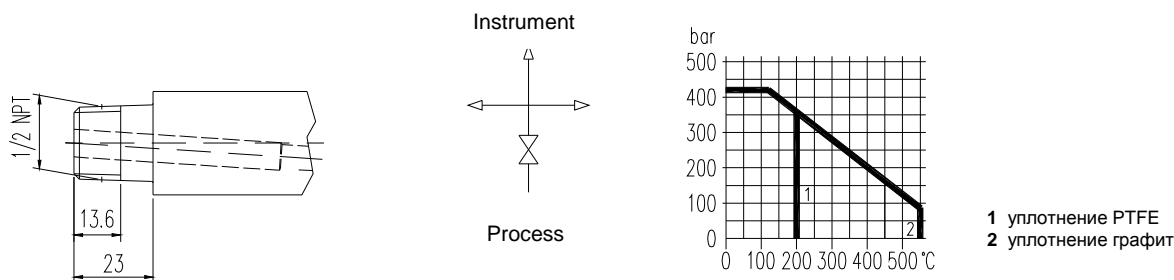 1/2 NPT
13.6
23
Instrument
Process
bar
500
400
300
200
100
0
0 100 200 300 400 500 °C
1
2
1 уплотнение PTFE
2 уплотнение графит